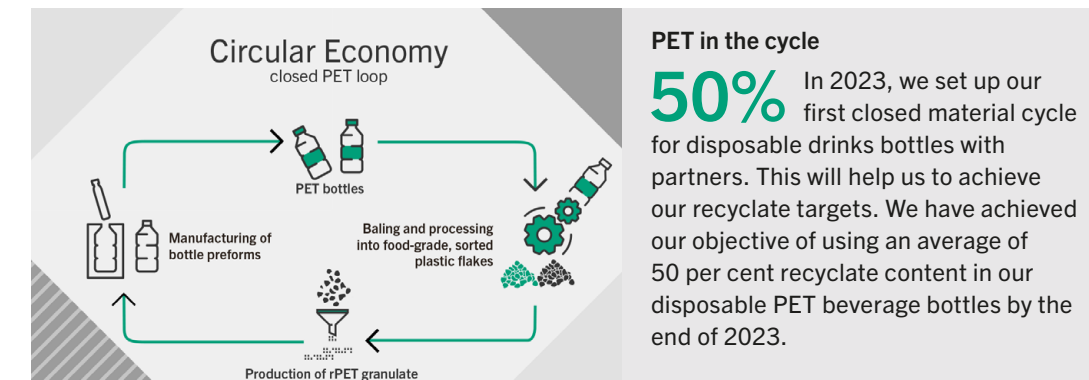 Circular Economy
closed PET loop
PET bottles
Baling and processing
into food-grade, sorted
plastic flakes
Production of rPET granulate
Manufacturing of
bottle preforms
PET in the cycle
50% In 2023, we set up our
first closed material cycle
for disposable drinks bottles with
partners. This will help us to achieve
our recyclate targets. We have achieved
our objective of using an average of
50 per cent recyclate content in our
disposable PET beverage bottles by the
end of 2023.